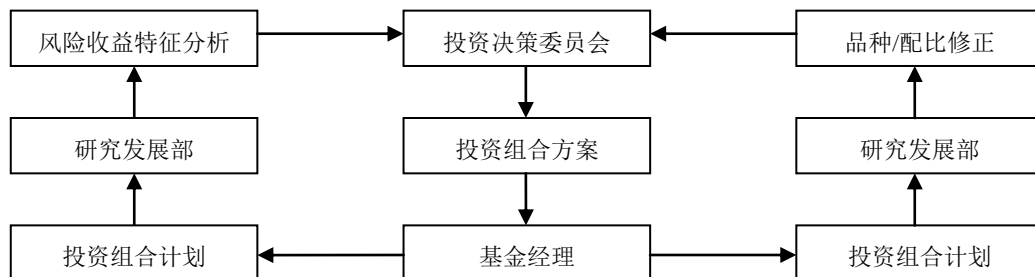 风险收益特征分析
投资决策委员会
品种/配比修正
研究发展部
投资组合方案
研究发展部
投资组合计划
基金经理
投资组合计划